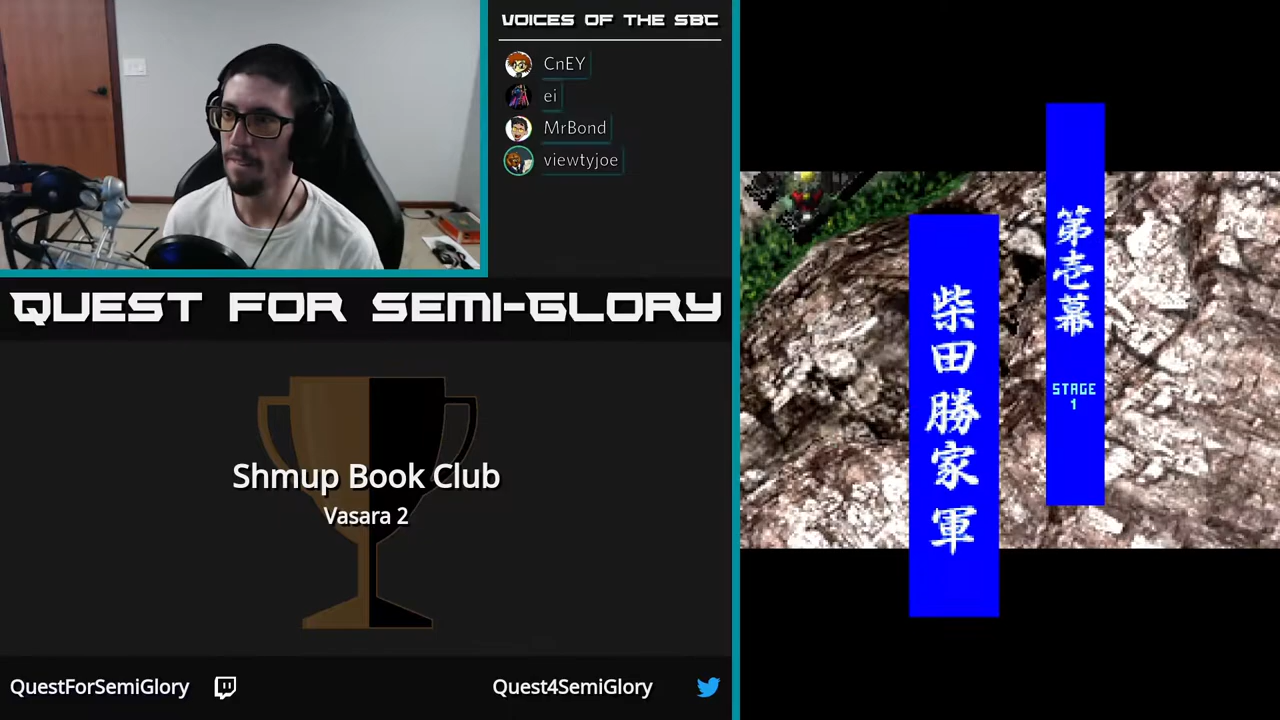 VOICES OF THE SBC
CnEY
ei
MrBond
viewtyjoe
QUEST FOR SEMI-GLORY
Shmup Book Club
Vasara 2
QuestForSemiGlory
Quest4SemiGlory
第壱幕
STAGE
1
柴田勝家軍